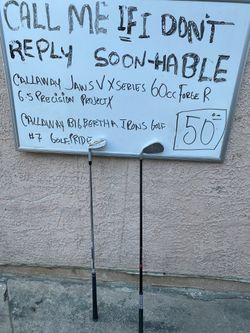 CALL ME IF I DON'T
REPLY SOON-HABLE
CALLAWAY JAWS V XSERIES 60cc FORGE R
6.5 PRECISION PROJECT X
CALLAWAY BIG BERTHA IRONS GOLF
#7 GOLF PRIDE
50